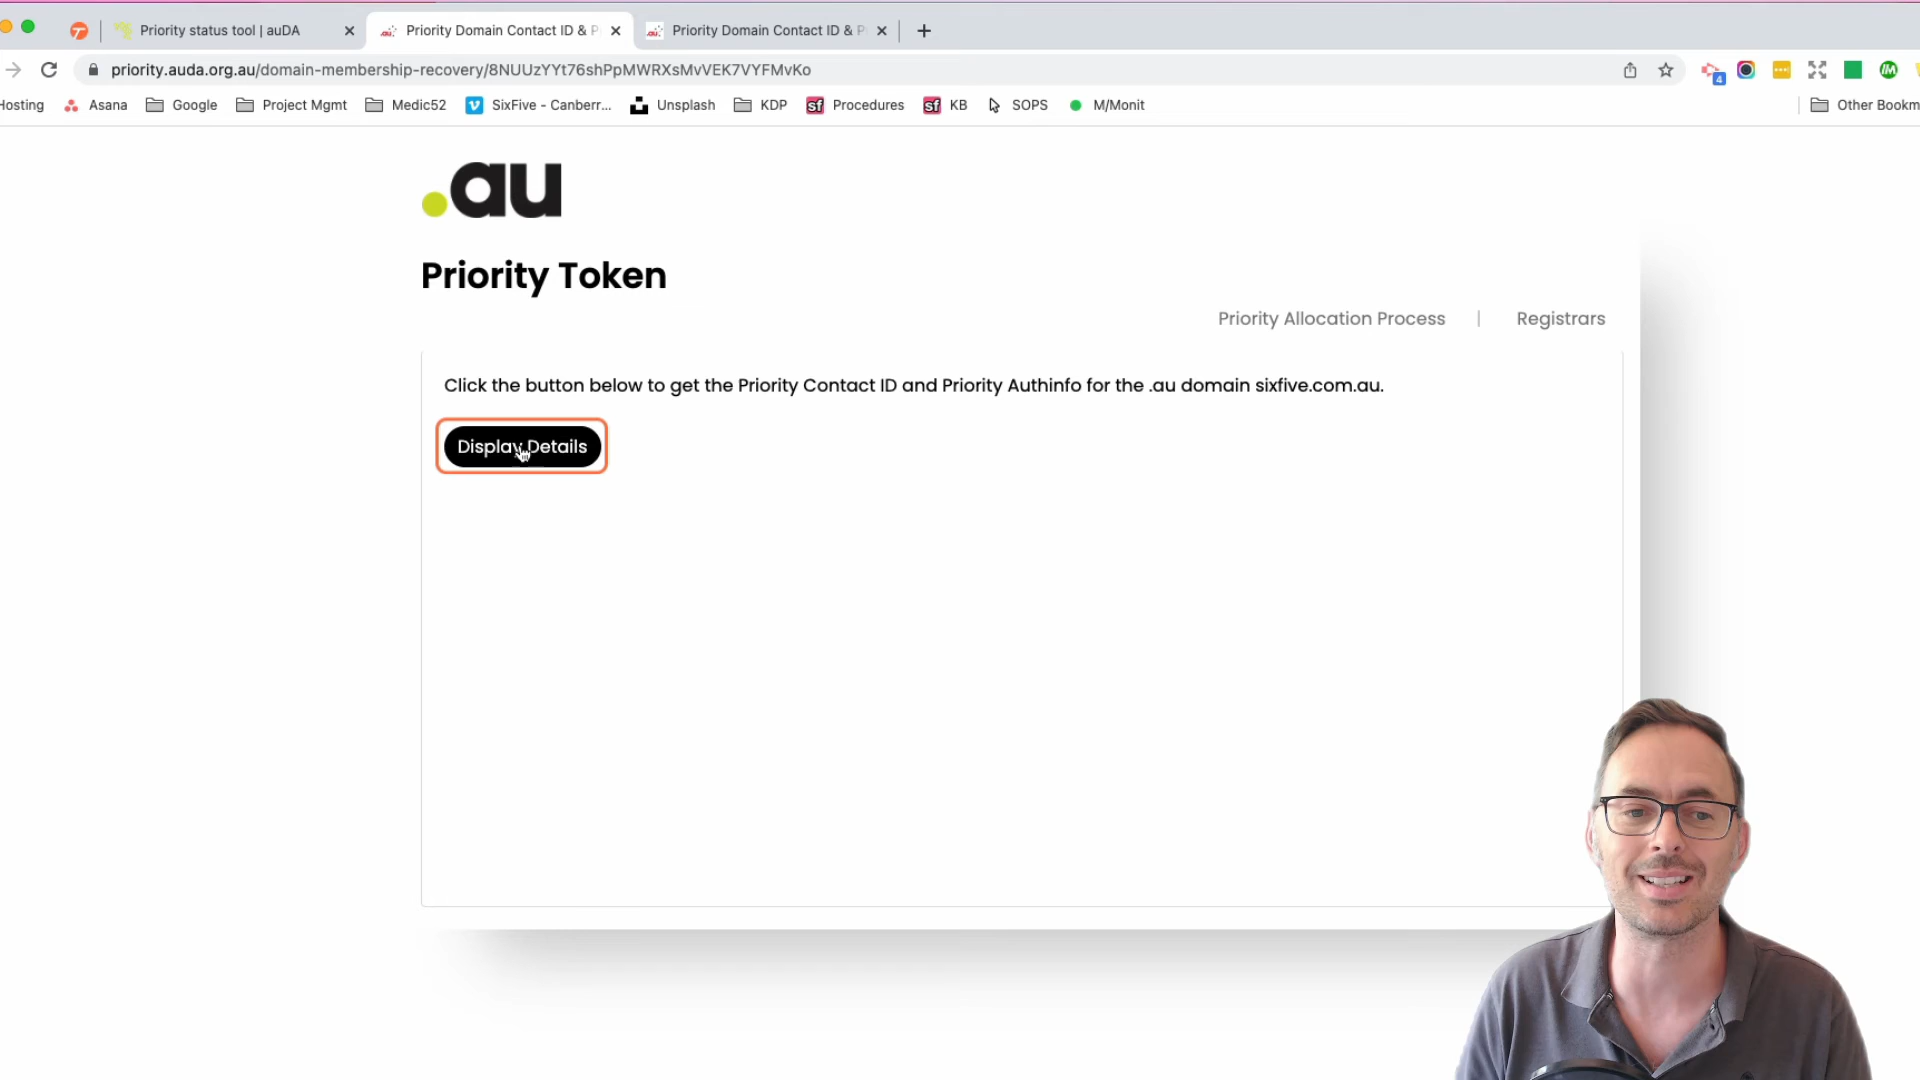 Priority status tool | auDA
Priority Domain Contact ID & P
Priority Domain Contact ID & P
priority.auda.org.au/domain-membership-recovery/8NUUzYYt76shPpMWRXsMvVEK7VYFMvKo
4
Hosting
Asana
Google
Project Mgmt
Medic52
SixFive - Canberr...
Unsplash
KDP
sf Procedures
sf KB
SOPS
M/Monit
Other Bookm
.au
Priority Token
Priority Allocation Process | Registrars
Click the button below to get the Priority Contact ID and Priority Authinfo for the .au domain sixfive.com.au.
Display Details